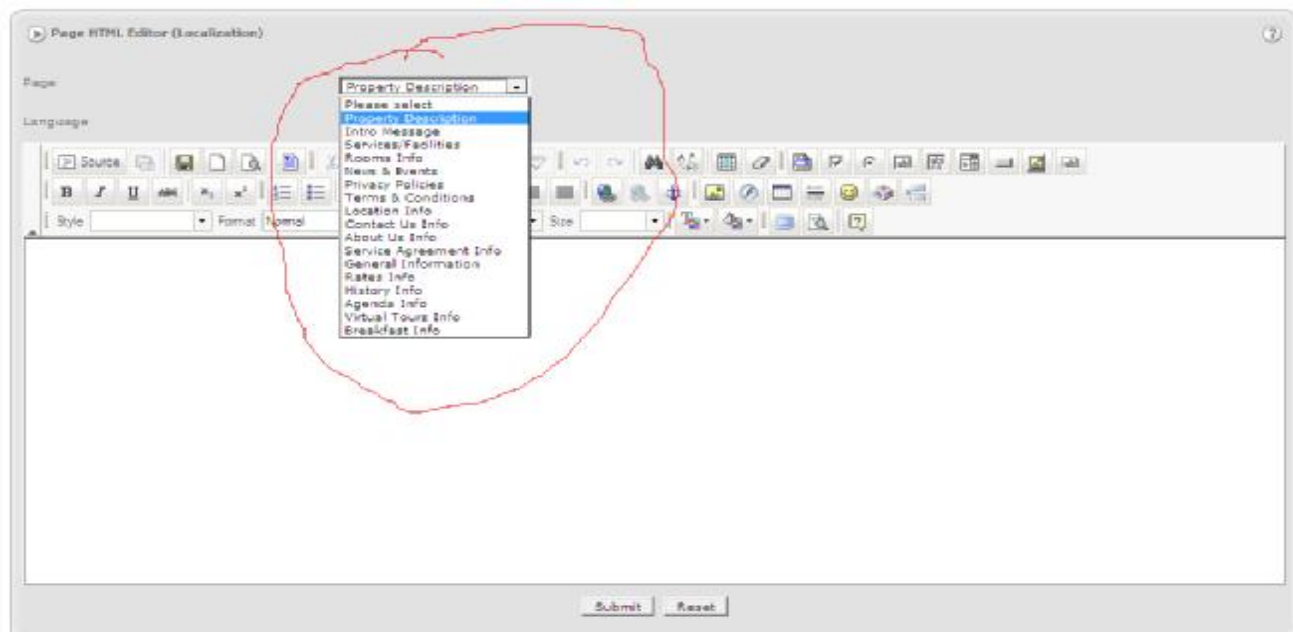 Page HTML Editor (Localization)
Page
Property Description
Please select
Property Description
Intro Message
Services/Facilities
Rooms Info
News & Events
Privacy Policies
Terms & Conditions
Location Info
Contact Us Info
About Us Info
Service Agreement Info
General Information
Rates Info
History Info
Agenda Info
Virtual Tours Info
Breakfast Info
Language
Source
B I U ABC
Style Format Normal Size
Submit Reset